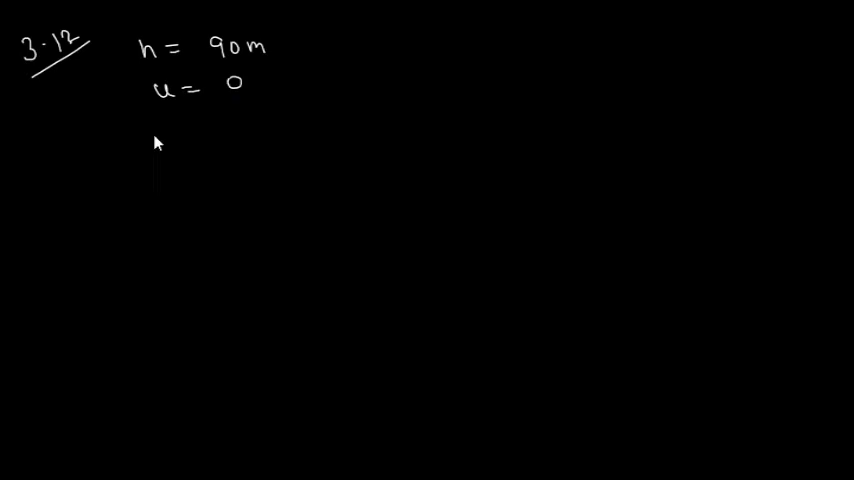 3.12 h = 90m
u = 0